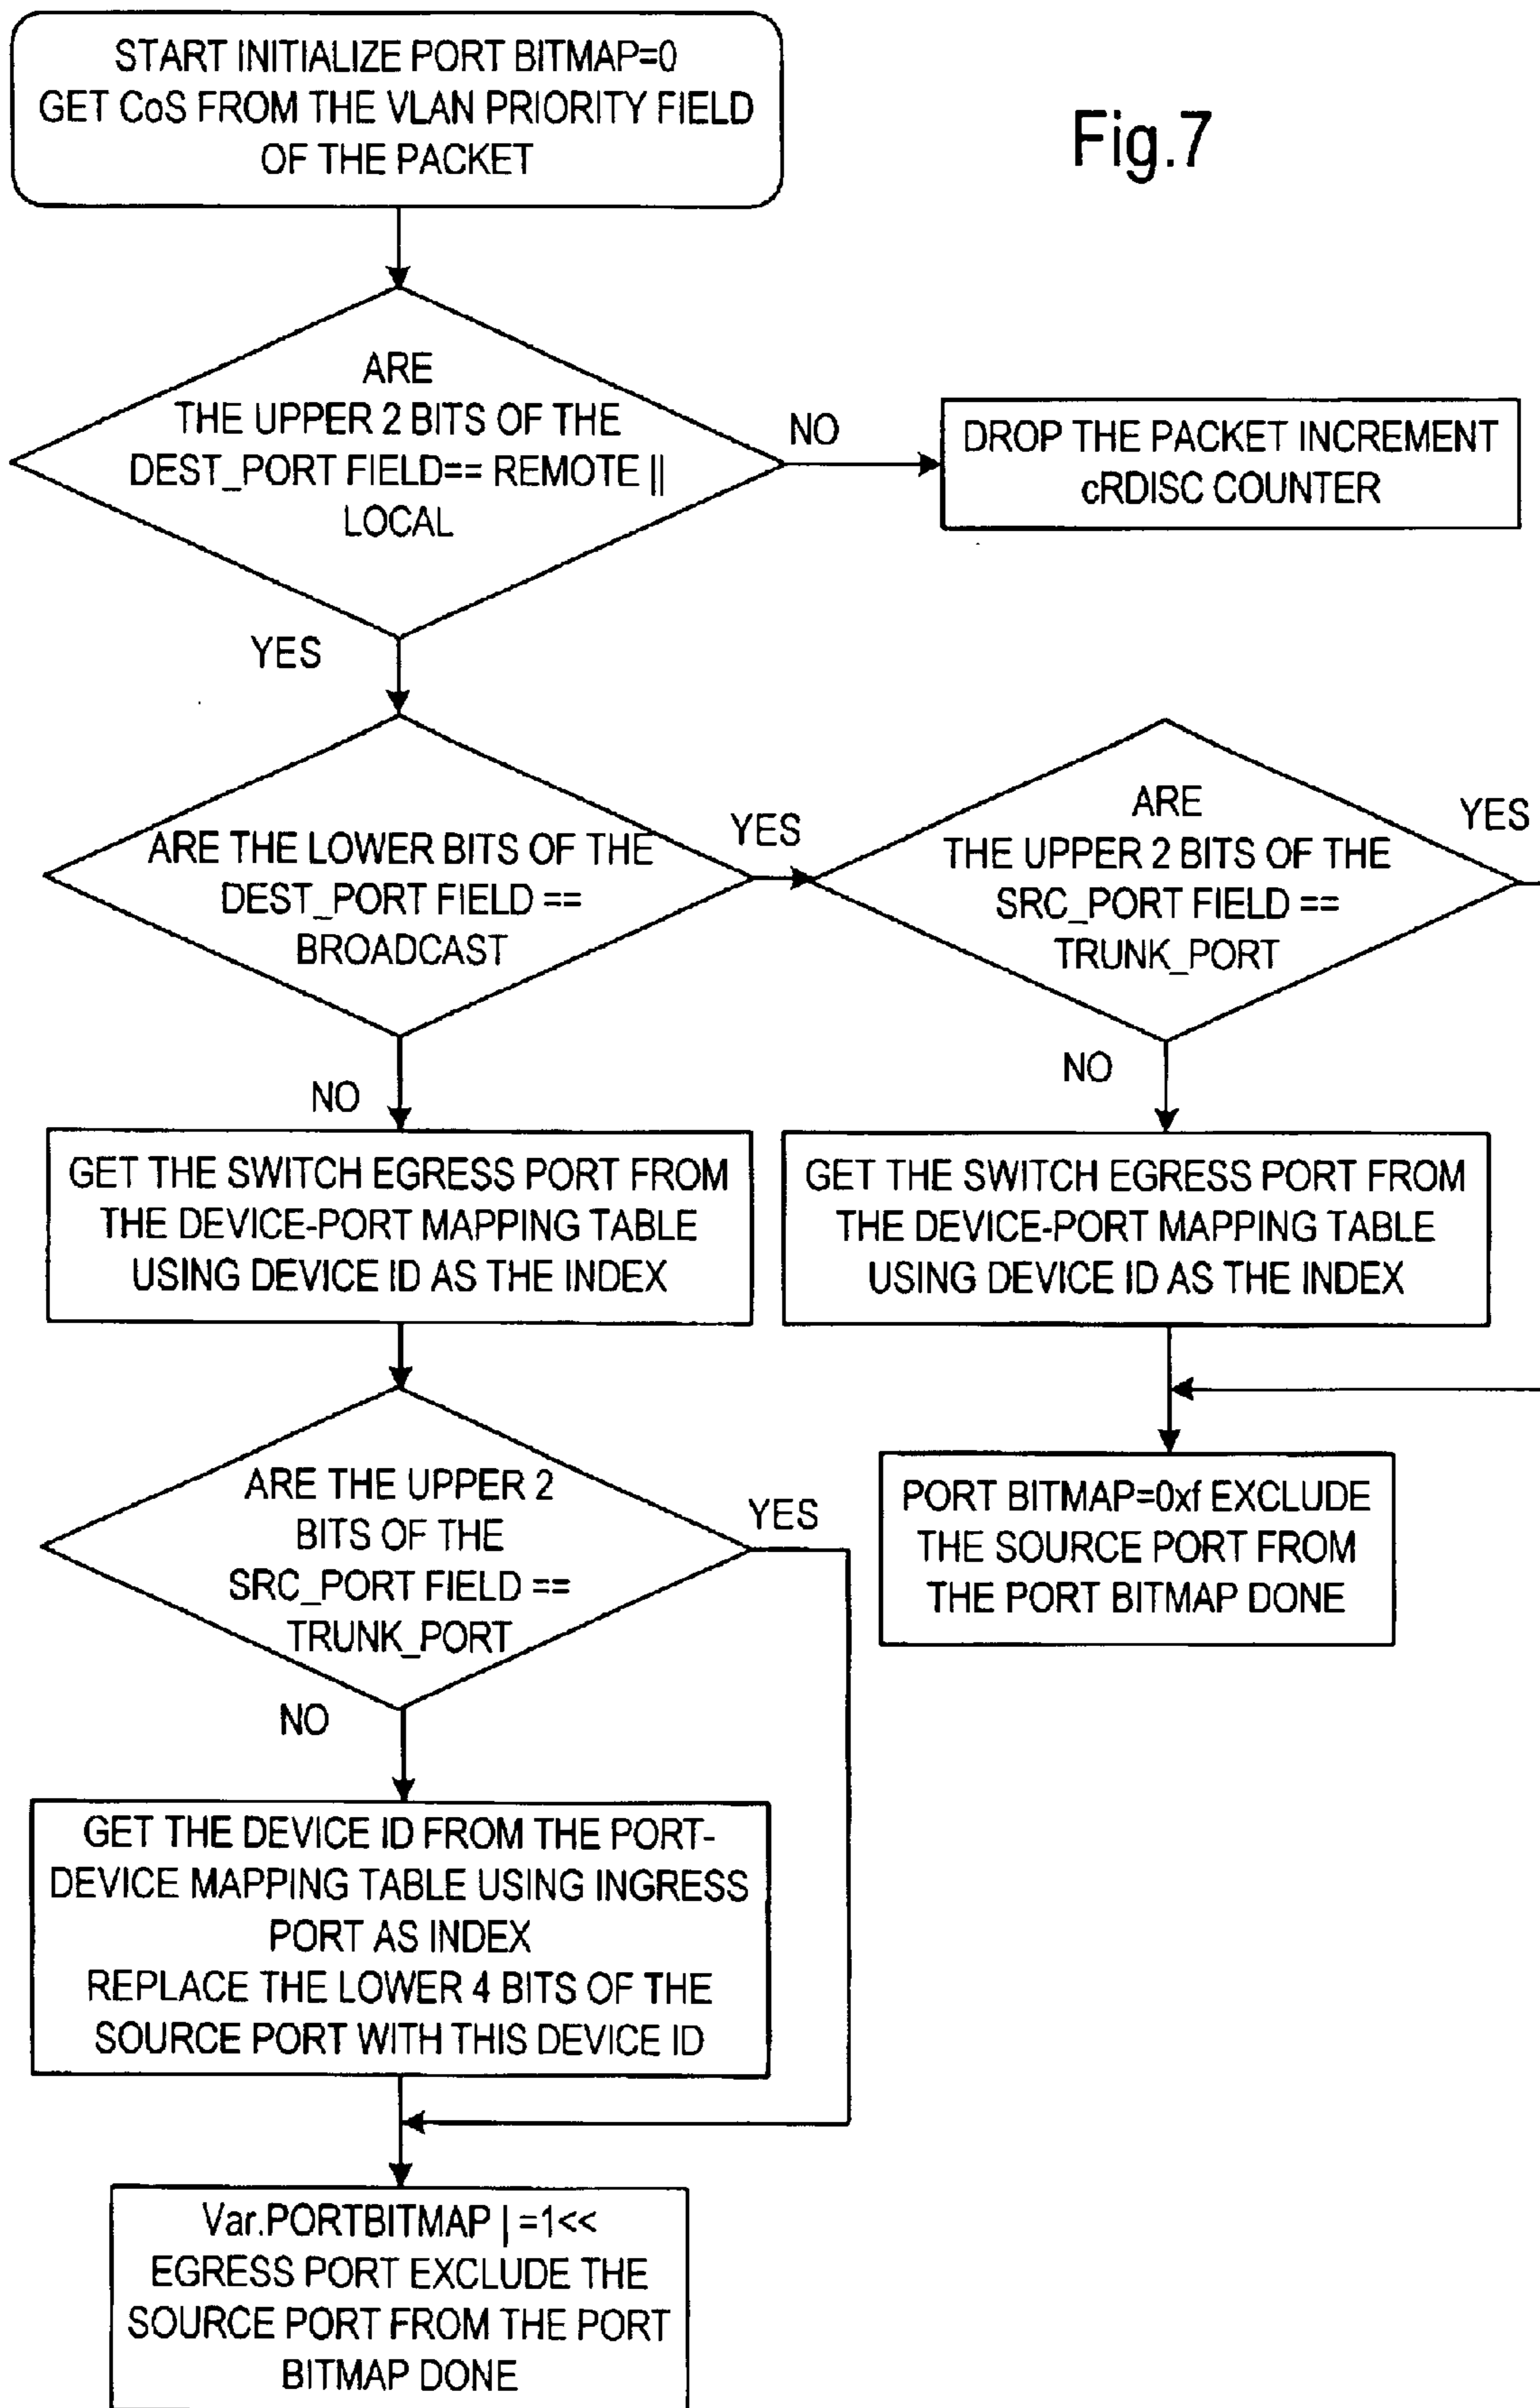 START INITIALIZE PORT BITMAP=0
GET CoS FROM THE VLAN PRIORITY FIELD
OF THE PACKET
Fig.7
ARE
THE UPPER 2 BITS OF THE
DEST_PORT FIELD== REMOTE ||
LOCAL
NO
DROP THE PACKET INCREMENT
cRDISC COUNTER
YES
ARE THE LOWER BITS OF THE
DEST_PORT FIELD ==
BROADCAST
YES
ARE
THE UPPER 2 BITS OF THE
SRC_PORT FIELD ==
TRUNK_PORT
YES
NO
NO
GET THE SWITCH EGRESS PORT FROM
THE DEVICE-PORT MAPPING TABLE
USING DEVICE ID AS THE INDEX
GET THE SWITCH EGRESS PORT FROM
THE DEVICE-PORT MAPPING TABLE
USING DEVICE ID AS THE INDEX
ARE THE UPPER 2
BITS OF THE
SRC_PORT FIELD ==
TRUNK_PORT
YES
PORT BITMAP=0xf EXCLUDE
THE SOURCE PORT FROM
THE PORT BITMAP DONE
NO
GET THE DEVICE ID FROM THE PORT-
DEVICE MAPPING TABLE USING INGRESS
PORT AS INDEX
REPLACE THE LOWER 4 BITS OF THE
SOURCE PORT WITH THIS DEVICE ID
Var.PORTBITMAP | =1<<
EGRESS PORT EXCLUDE THE
SOURCE PORT FROM THE PORT
BITMAP DONE